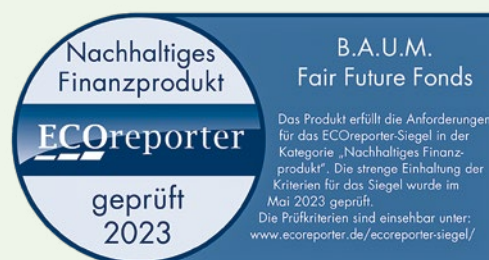 Nachhaltiges
Finanzprodukt
ECOreporter
geprüft
2023
B.A.U.M.
Fair Future Fonds
Das Produkt erfüllt die Anforderungen
für das ECOreporter-Siegel in der
Kategorie „Nachhaltiges Finanz-
produkt“. Die strenge Einhaltung der
Kriterien für das Siegel wurde im
Mai 2023 geprüft.
Die Prüfkriterien sind einsehbar unter:
www.ecoreporter.de/ecoreporter-siegel/